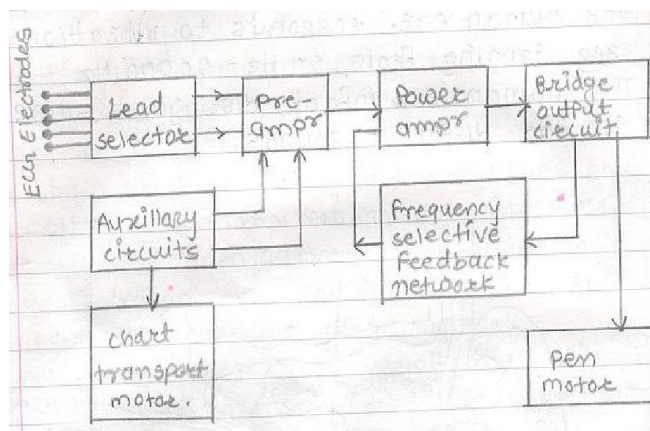 ECG Electrodes
Lead
selector
Pre-
ampr
Power
ampr
Bridge
output
circuit
Auxillary
circuits
Frequency
selective
Feedback
network
chart
transport
motor.
Pen
motor